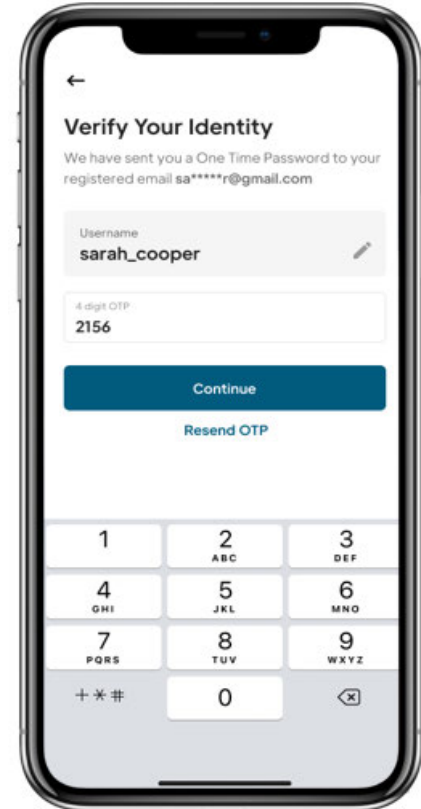 Verify Your Identity
We have sent you a One Time Password to your
registered email sa*****r@gmail.com
Username
sarah_cooper
4 digit OTP
2156
Continue
Resend OTP
1 2 3
ABC DEF
4 5 6
GHI JKL MNO
7 8 9
PQRS TUV WXYZ
+*# 0